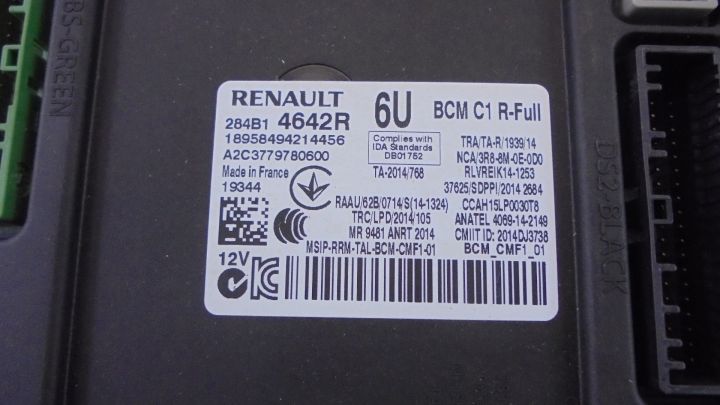 BS-GREEN
RENAULT 6U BCM C1 R-Full
284B1 4642R
18958494214456
A2C3779780600
Made in France
19344
Complies with
IDA Standards
DB01752
TA-2014/768
TRA/TA-R/1939/14
NCA/3R6-8M-0E-0D0
RLVREIK14-1253
37625/SDPPI/2014 2684
RAAU/62B/0714/S(14-1324) CCAH15LP0030T8
TRC/LPD/2014/105 ANATEL 4069-14-2149
MR 9481 ANRT 2014 CMIIT ID: 2014DJ3738
MSIP-RRM-TAL-BCM-CMF1-01 BCM_CMF1_01
12V
DS2-BLACK